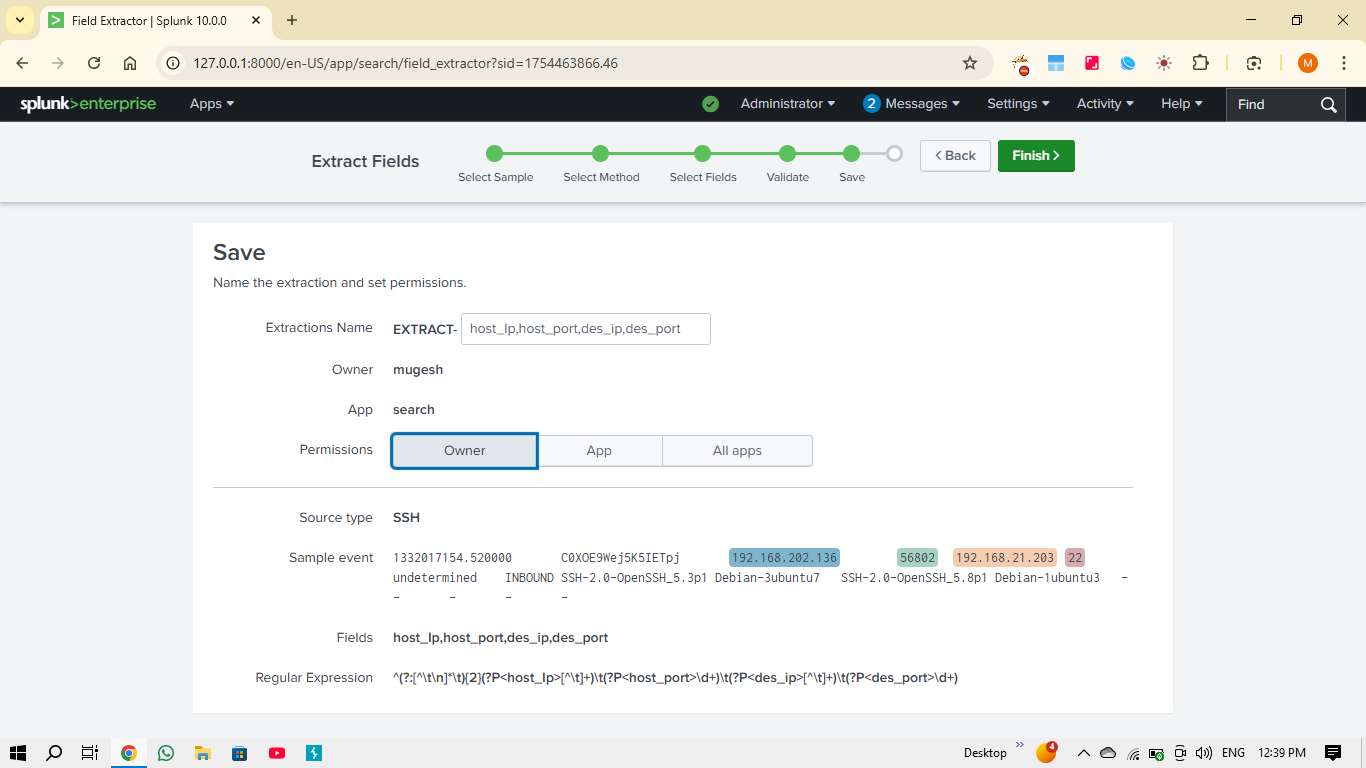 Field Extractor | Splunk 10.0.0
127.0.0.1:8000/en-US/app/search/field_extractor?sid=1754463866.46
M
splunk>enterprise Apps Administrator 2 Messages Settings Activity Help Find
Extract Fields
Select Sample Select Method Select Fields Validate Save
< Back Finish >
Save
Name the extraction and set permissions.
Extractions Name EXTRACT- host_Ip,host_port,des_ip,des_port
Owner mugesh
App search
Permissions Owner App All apps
Source type SSH
Sample event 1332017154.520000 C0XOE9Wej5K5IETpj 192.168.202.136 56802 192.168.21.203 22
undetermined INBOUND SSH-2.0-OpenSSH_5.3p1 Debian-3ubuntu7 SSH-2.0-OpenSSH_5.8p1 Debian-1ubuntu3 -
- - - -
Fields host_Ip,host_port,des_ip,des_port
Regular Expression ^(?:[^\t\n]*\t){2}(?P<host_Ip>[^\t]+)\t(?P<host_port>\d+)\t(?P<des_ip>[^\t]+)\t(?P<des_port>\d+)
Desktop 4 ENG 12:39 PM